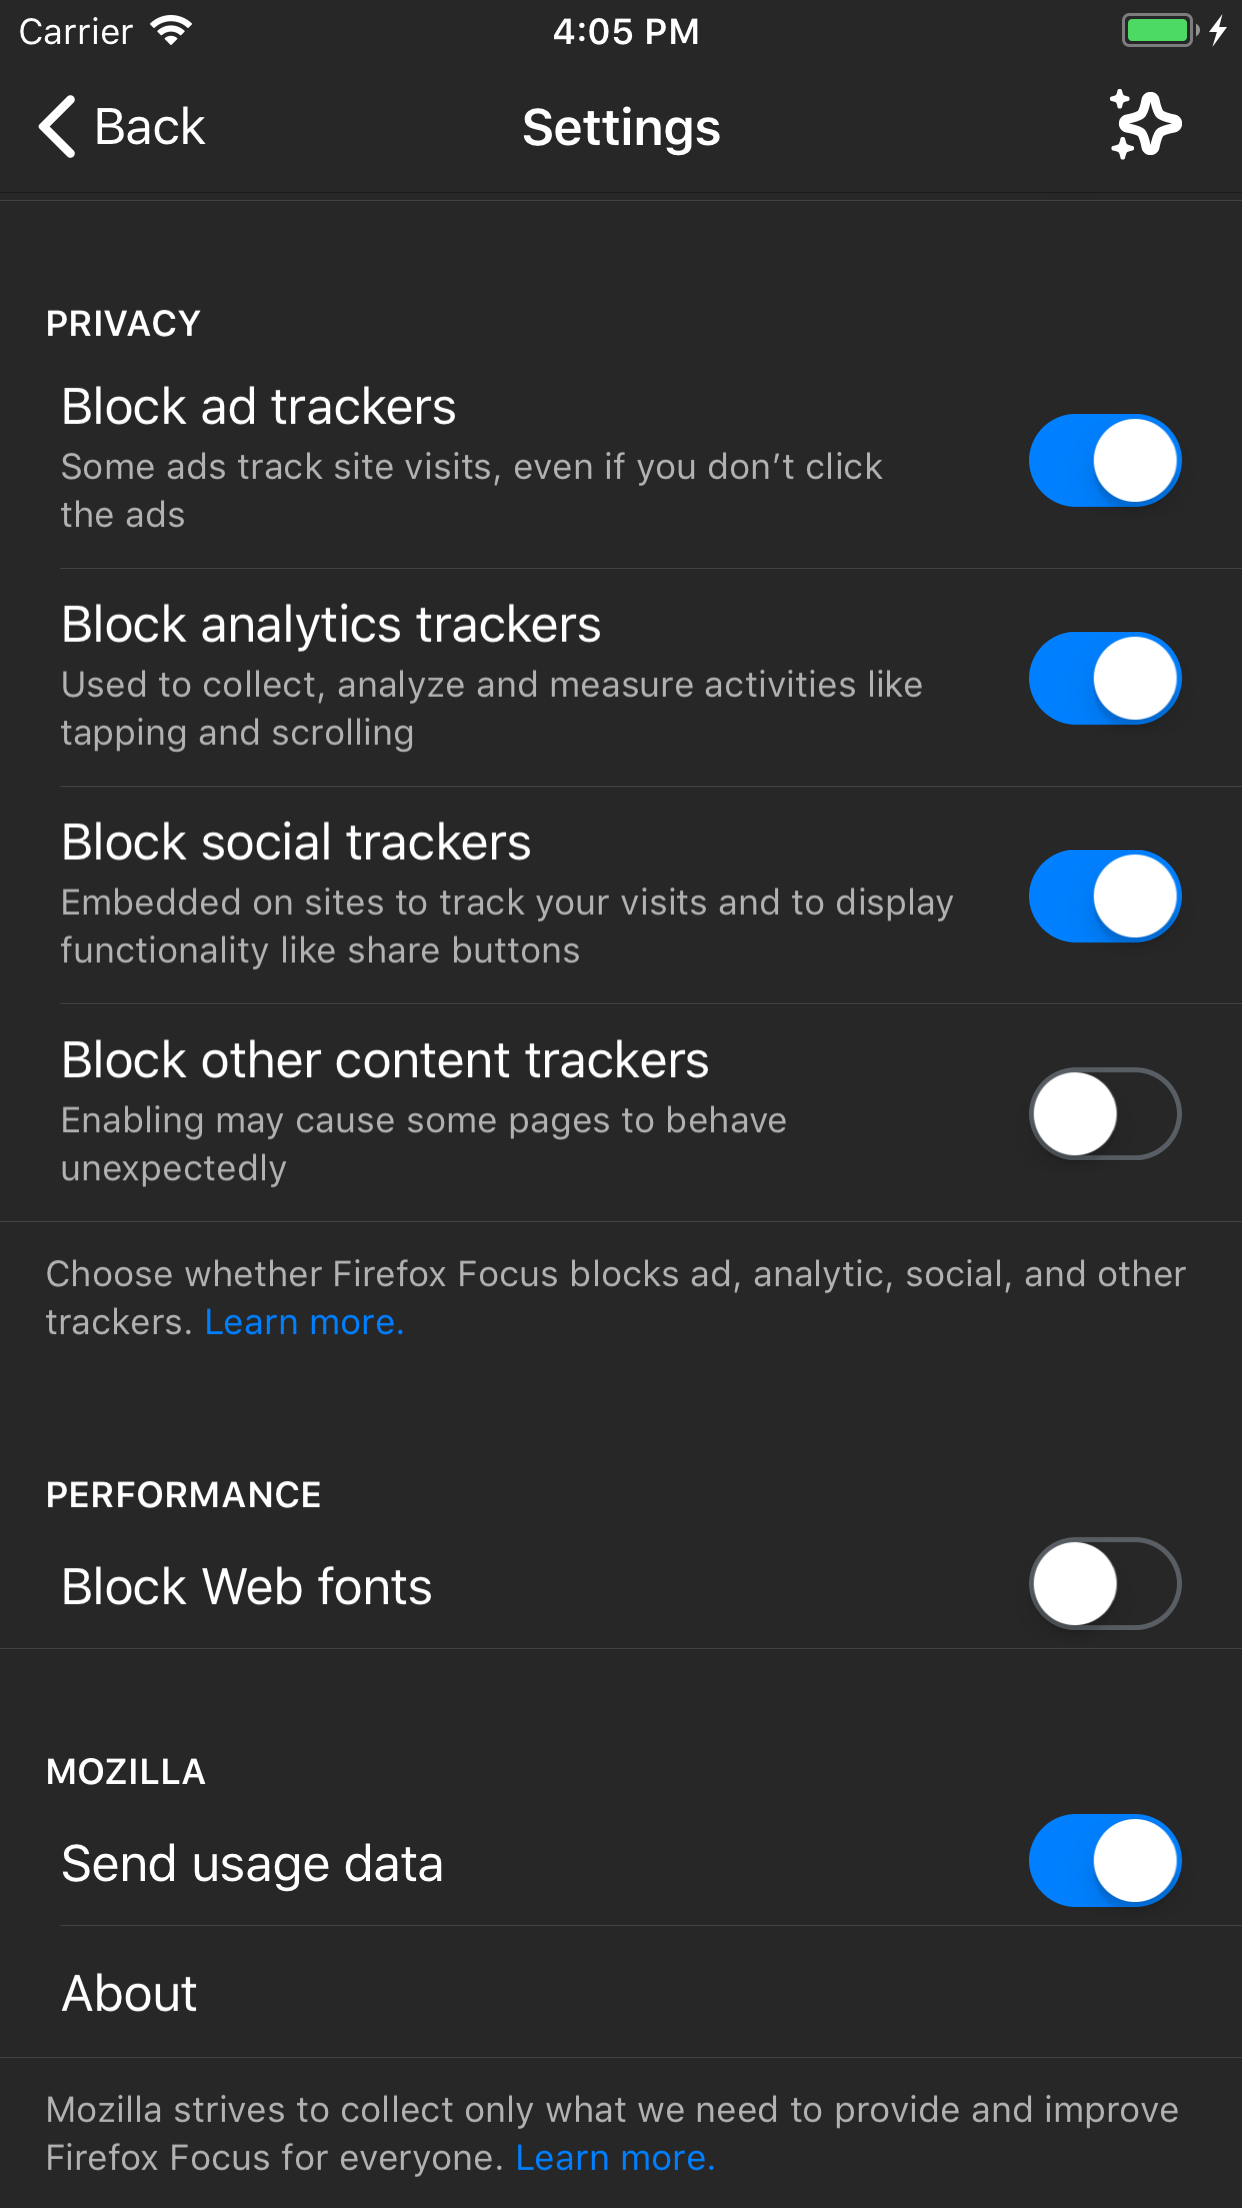 Carrier 4:05 PM
Back Settings
PRIVACY
Block ad trackers
Some ads track site visits, even if you don’t click
the ads
Block analytics trackers
Used to collect, analyze and measure activities like
tapping and scrolling
Block social trackers
Embedded on sites to track your visits and to display
functionality like share buttons
Block other content trackers
Enabling may cause some pages to behave
unexpectedly
Choose whether Firefox Focus blocks ad, analytic, social, and other
trackers. Learn more.
PERFORMANCE
Block Web fonts
MOZILLA
Send usage data
About
Mozilla strives to collect only what we need to provide and improve
Firefox Focus for everyone. Learn more.